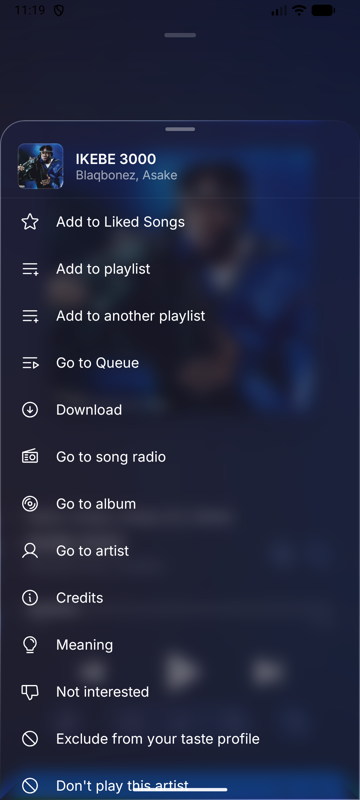 11:19
IKEBE 3000
Blaqbonez, Asake
Add to Liked Songs
Add to playlist
Add to another playlist
Go to Queue
Download
Go to song radio
Go to album
Go to artist
Credits
Meaning
Not interested
Exclude from your taste profile
Don't play this artist